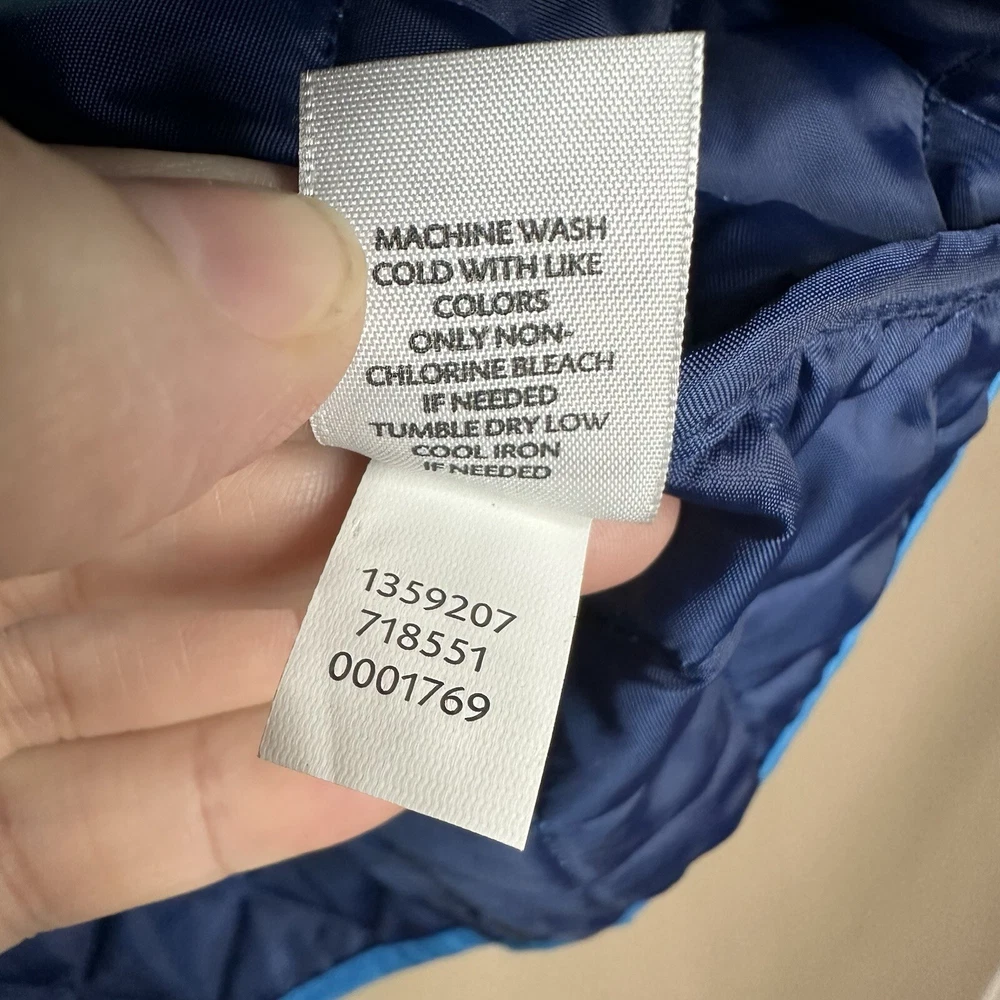 MACHINE WASH
COLD WITH LIKE
COLORS
ONLY NON-
CHLORINE BLEACH
IF NEEDED
TUMBLE DRY LOW
COOL IRON
IF NEEDED
1359207
718551
0001769